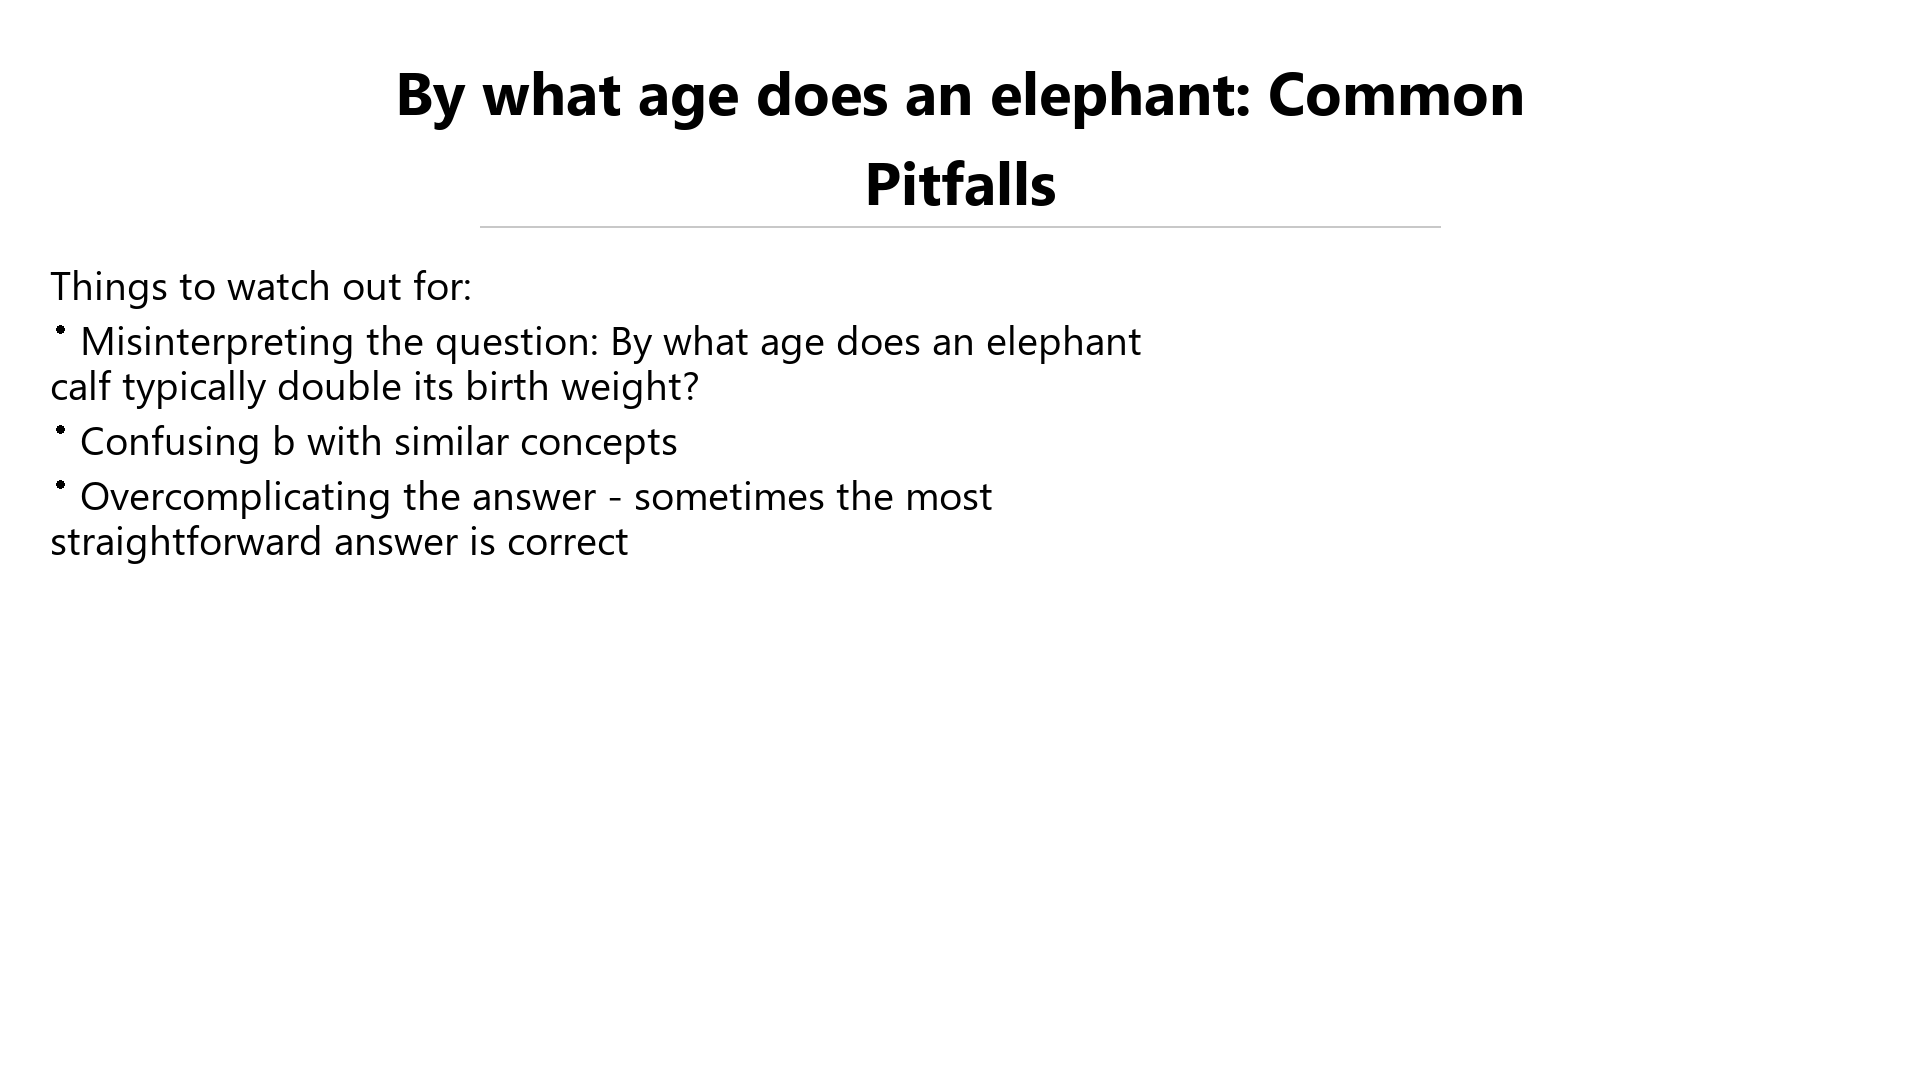 By what age does an elephant: Common
Pitfalls
Things to watch out for:
• Misinterpreting the question: By what age does an elephant
calf typically double its birth weight?
• Confusing b with similar concepts
• Overcomplicating the answer - sometimes the most
straightforward answer is correct